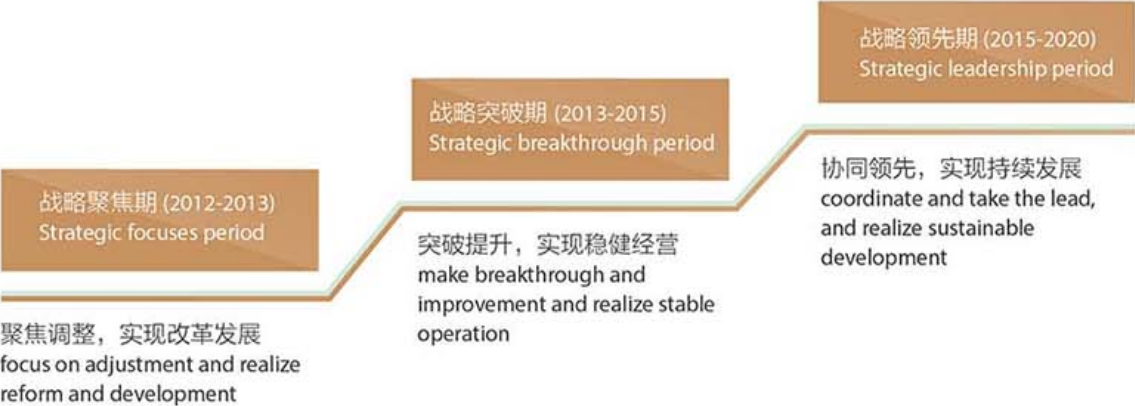 战略聚焦期 (2012-2013)
Strategic focuses period
聚焦调整，实现改革发展
focus on adjustment and realize
reform and development
战略突破期 (2013-2015)
Strategic breakthrough period
突破提升，实现稳健经营
make breakthrough and
improvement and realize stable
operation
战略领先期 (2015-2020)
Strategic leadership period
协同领先，实现持续发展
coordinate and take the lead,
and realize sustainable
development